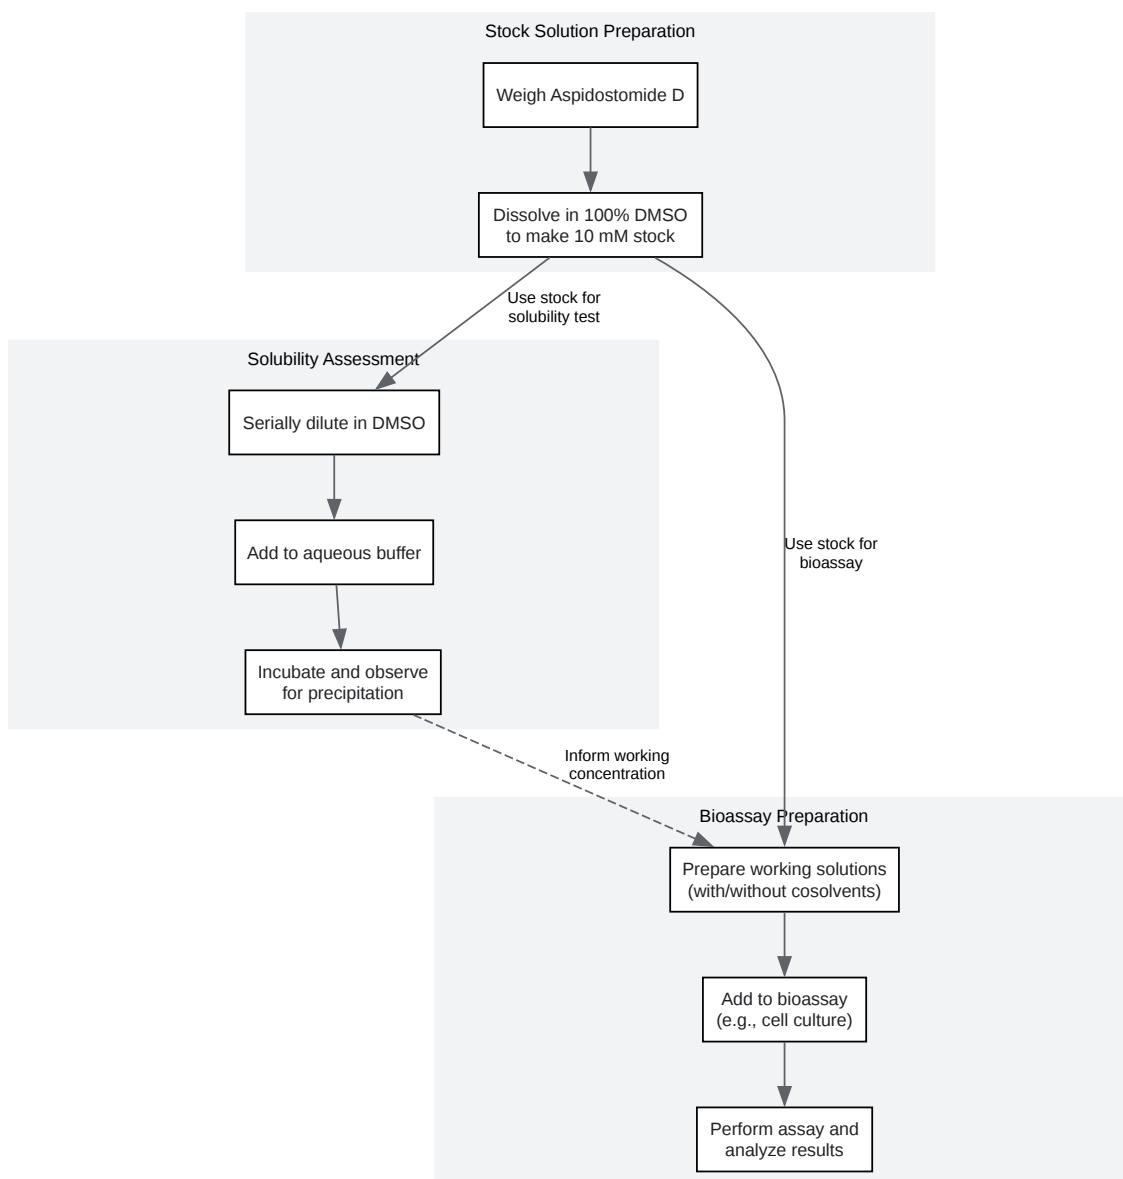 Stock Solution Preparation
Weigh Aspidostomide D
Dissolve in 100% DMSO
to make 10 mM stock
Use stock for
solubility test
Solubility Assessment
Serially dilute in DMSO
Add to aqueous buffer
Use stock for
bioassay
Incubate and observe
for precipitation
Inform working
concentration
Bioassay Preparation
Prepare working solutions
(with/without cosolvents)
Add to bioassay
(e.g., cell culture)
Perform assay and
analyze results